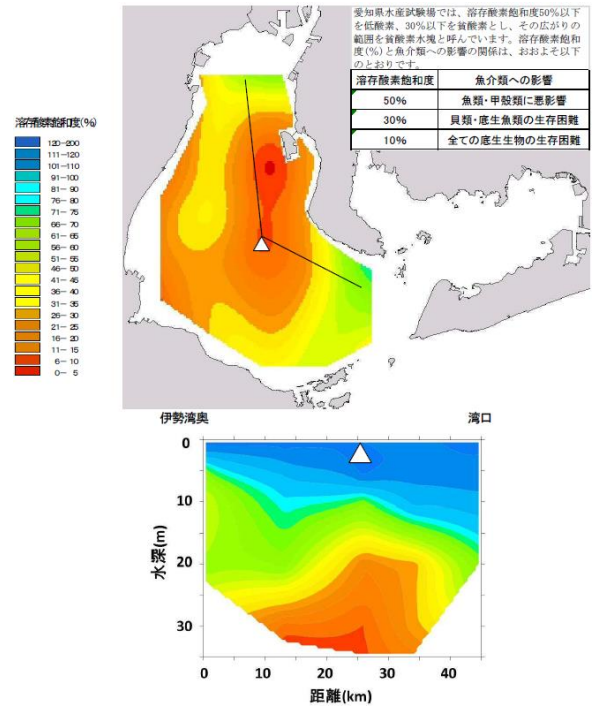 愛知県水産試験場では、溶存酸素飽和度50%以下
を低酸素、30%以下を貧酸素とし、その広がりの
範囲を貧酸素水塊と呼んでいます。溶存酸素飽和
度(%)と魚介類への影響の関係は、おおよそ以下
のとおりです。
溶存酸素飽和度 魚介類への影響
50% 魚類・甲殻類に悪影響
30% 貝類・底生魚類の生存困難
10% 全ての底生生物の生存困難
溶存酸素飽和度(%)
120-200
111-120
101-110
91-100
81-90
76-80
71-75
66-70
61-65
56-60
51-55
46-50
41-45
36-40
31-35
26-30
21-25
16-20
11-15
6-10
0-5
伊勢湾奥 湾口
0
10
20
30
水深(m)
0 10 20 30 40
距離(km)